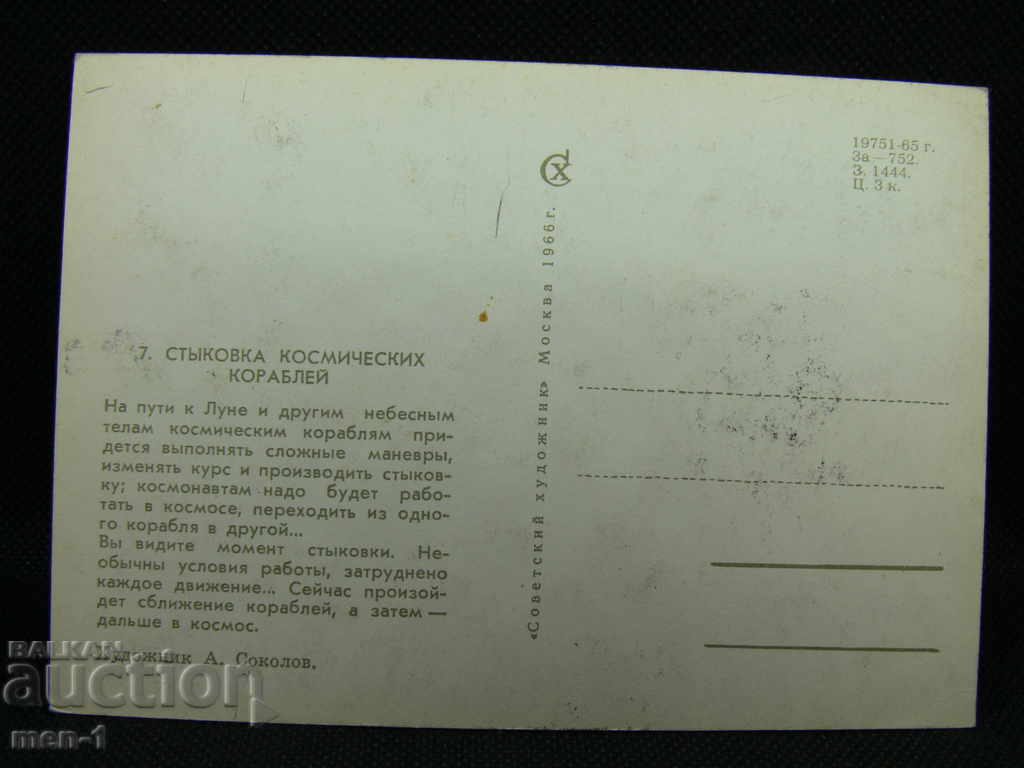 7. СТЫКОВКА КОСМИЧЕСКИХ
КОРАБЛЕЙ
На пути к Луне и другим небесным
телам космическим кораблям при-
дется выполнять сложные маневры,
изменять курс и производить стыков-
ку; космонавтам надо будет рабо-
тать в космосе, переходить из одно-
го корабля в другой...
Вы видите момент стыковки. Не-
обычны условия работы, затруднено
каждое движение... Сейчас произой-
дет сближение кораблей, а затем —
дальше в космос.
Художник А. Соколов.
«Советский художник» Москва 1966 г.
СХ
19751-65 г.
За—752.
З. 1444.
Ц. 3 к.
BALKAN
auction
men-1